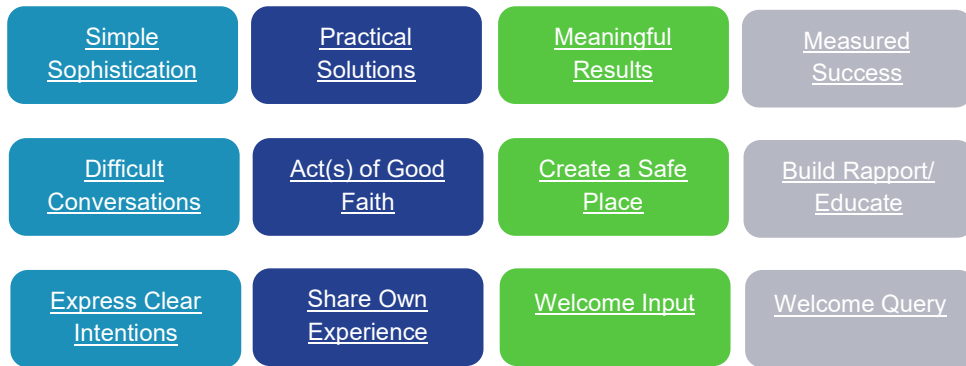 Simple
Sophistication
Practical
Solutions
Meaningful
Results
Measured
Success
Difficult
Conversations
Act(s) of Good
Faith
Create a Safe
Place
Build Rapport/
Educate
Express Clear
Intentions
Share Own
Experience
Welcome Input
Welcome Query